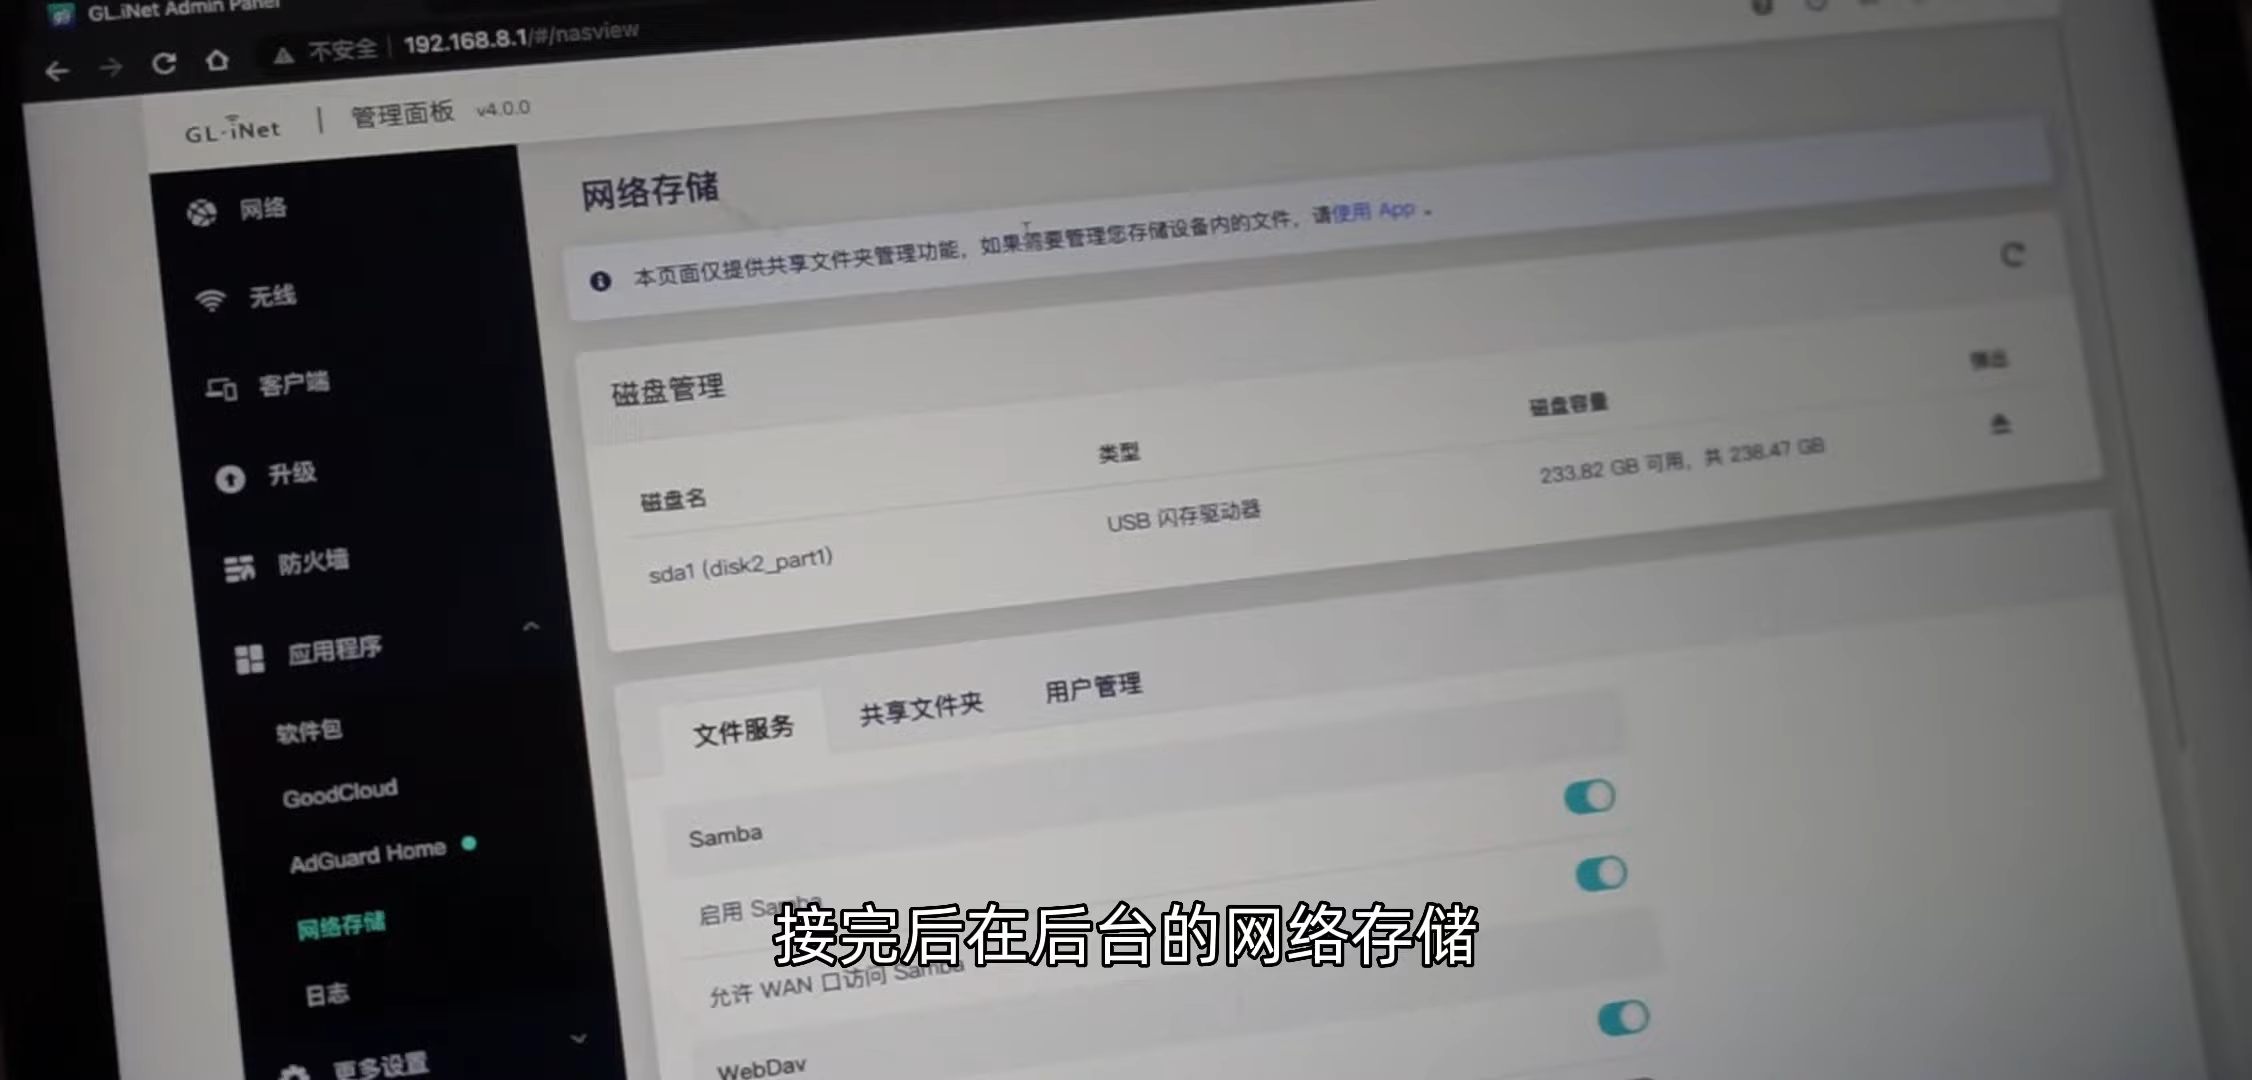 GL.iNet Admin Panel
不安全 192.168.8.1/#/nasview
GL·iNet | 管理面板 v4.0.0
网络
无线
客户端
升级
防火墙
应用程序
软件包
GoodCloud
AdGuard Home
网络存储
日志
更多设置
网络存储
本页面仅提供共享文件夹管理功能，如果需要管理您存储设备内的文件，请使用 App 。
磁盘管理
磁盘名 类型 磁盘容量 弹出
sda1 (disk2_part1) USB 闪存驱动器 233.82 GB 可用，共 238.47 GB
文件服务 共享文件夹 用户管理
Samba
启用 Samba
允许 WAN 口访问 Samba
WebDav
接完后在后台的网络存储